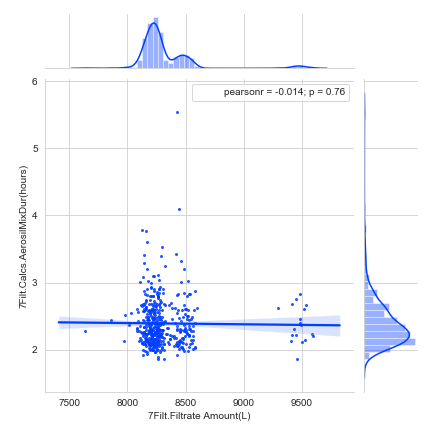 pearsonr = -0.014; p = 0.76
6
5
4
3
2
7Filt.Calcs.AerosilMixDur(hours)
7500 8000 8500 9000 9500
7Filt.Filtrate Amount(L)